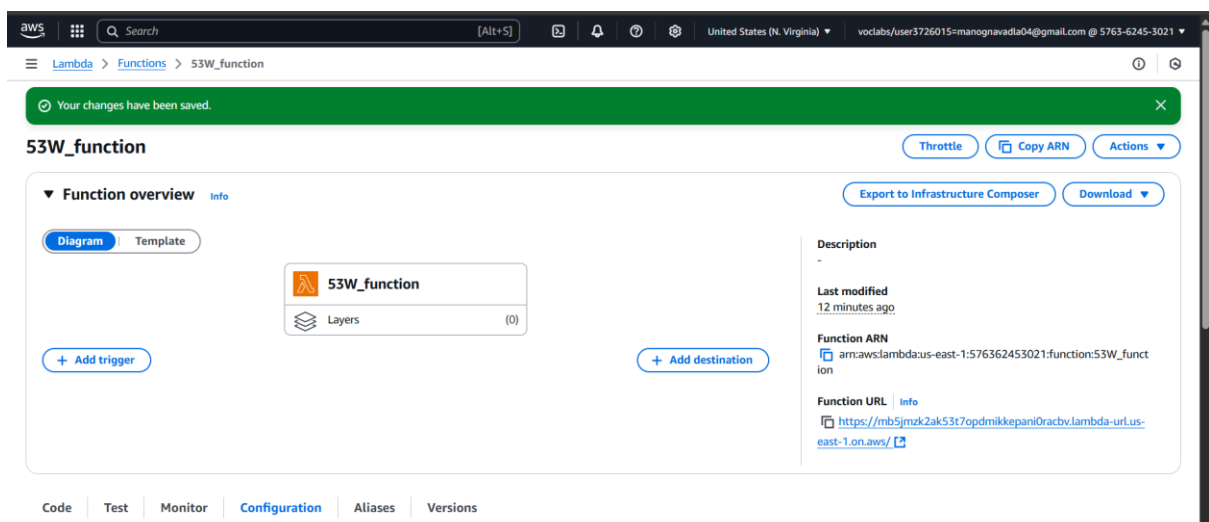 aws Search [Alt+S] United States (N. Virginia) ▼ voclabs/user3726015=manognavadla04@gmail.com @ 5763-6245-3021 ▼
Lambda > Functions > 53W_function
Your changes have been saved.
53W_function Throttle Copy ARN Actions ▼
▼ Function overview Info Export to Infrastructure Composer Download ▼
Diagram Template
53W_function
Layers (0)
+ Add trigger + Add destination
Description
-
Last modified
12 minutes ago
Function ARN
arn:aws:lambda:us-east-1:576362453021:function:53W_funct
ion
Function URL Info
https://mb5jmzk2ak53t7opdmikkepani0racbv.lambda-url.us-
east-1.on.aws/
Code Test Monitor Configuration Aliases Versions